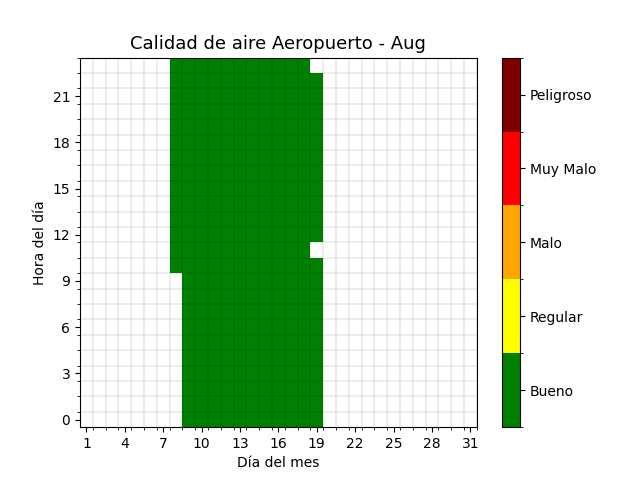 Calidad de aire Aeropuerto - Aug
Hora del día
21
18
15
12
9
6
3
0
1 4 7 10 13 16 19 22 25 28 31
Día del mes
Peligroso
Muy Malo
Malo
Regular
Bueno